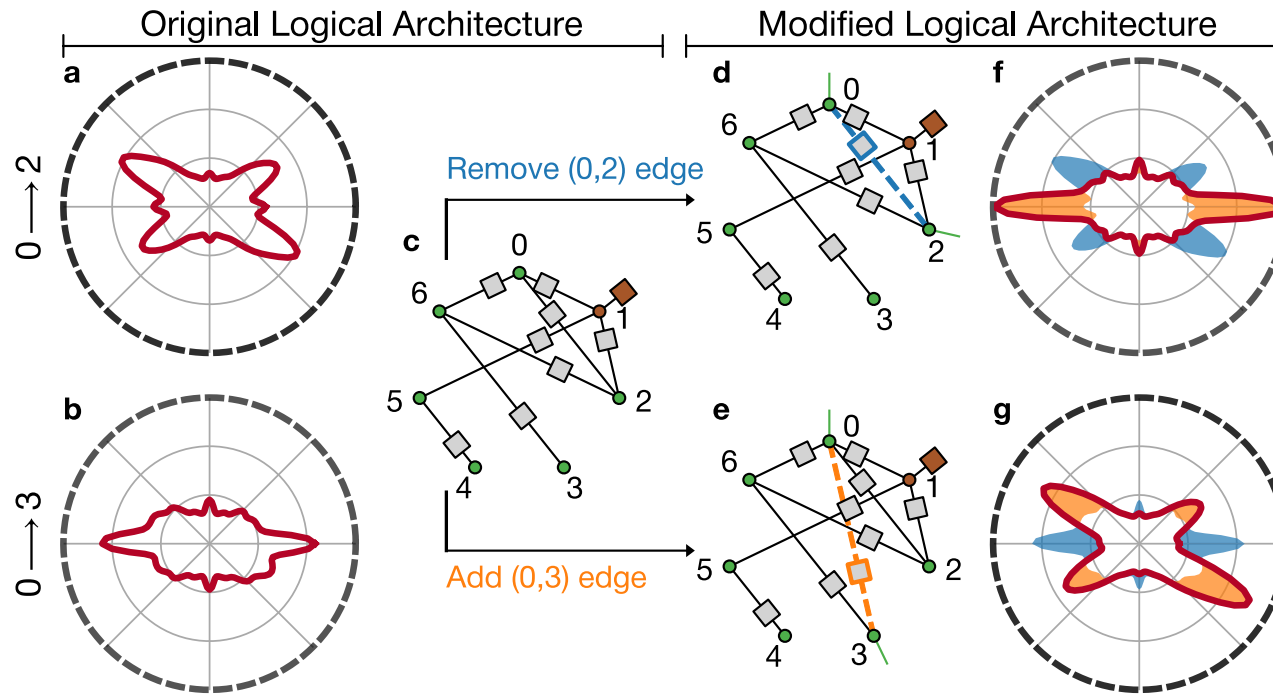 Original Logical Architecture
Modified Logical Architecture
a
0 → 2
b
0 → 3
c
0
6
1
5
2
4
3
Remove (0,2) edge
Add (0,3) edge
d
0
6
1
5
2
4
3
e
0
6
1
5
2
4
3
f
g